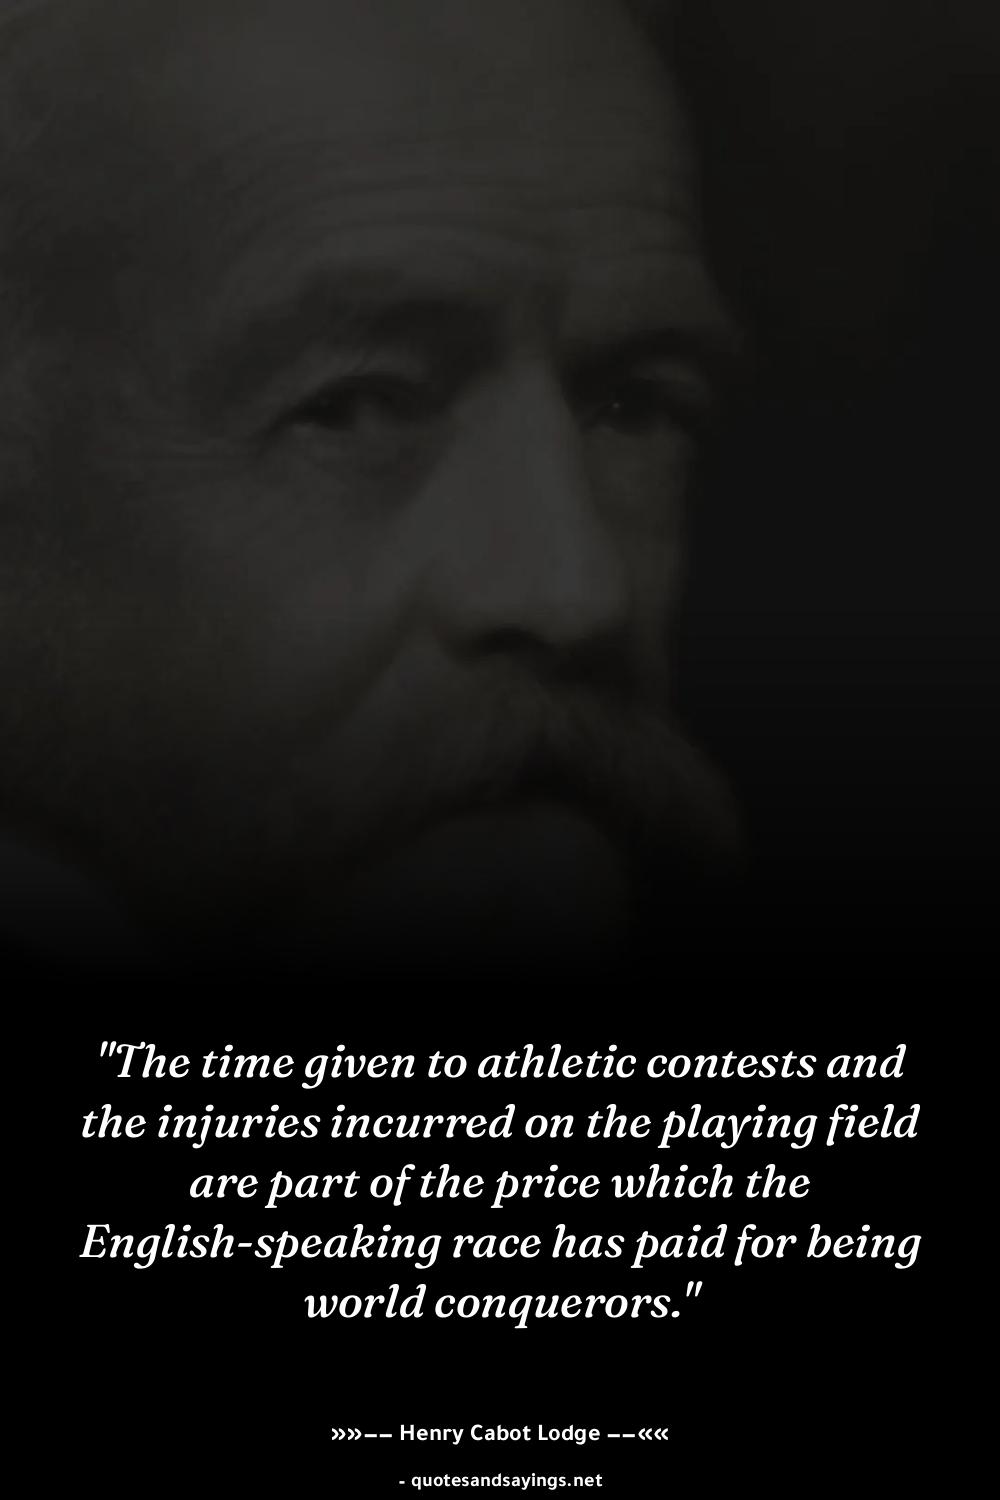 "The time given to athletic contests and
the injuries incurred on the playing field
are part of the price which the
English-speaking race has paid for being
world conquerors."
»»−− Henry Cabot Lodge −−««
- quotesandsayings.net